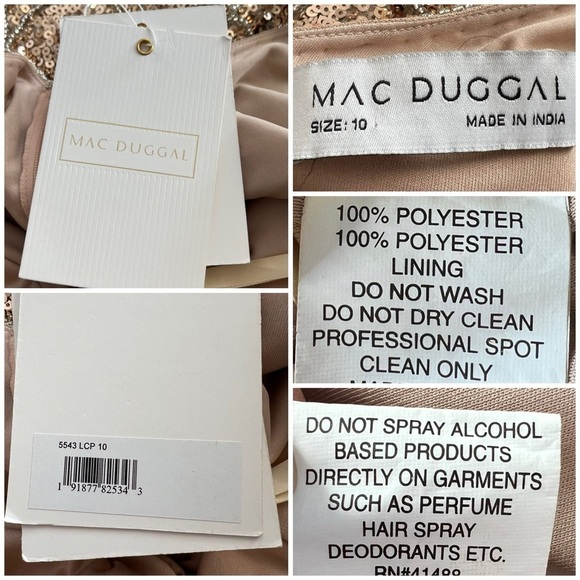 MAC DUGGAL
MAC DUGGAL
SIZE: 10 MADE IN INDIA
100% POLYESTER
100% POLYESTER
LINING
DO NOT WASH
DO NOT DRY CLEAN
PROFESSIONAL SPOT
CLEAN ONLY
5543 LCP 10
1 91877 82534 3
DO NOT SPRAY ALCOHOL
BASED PRODUCTS
DIRECTLY ON GARMENTS
SUCH AS PERFUME
HAIR SPRAY
DEODORANTS ETC.
RN#41488